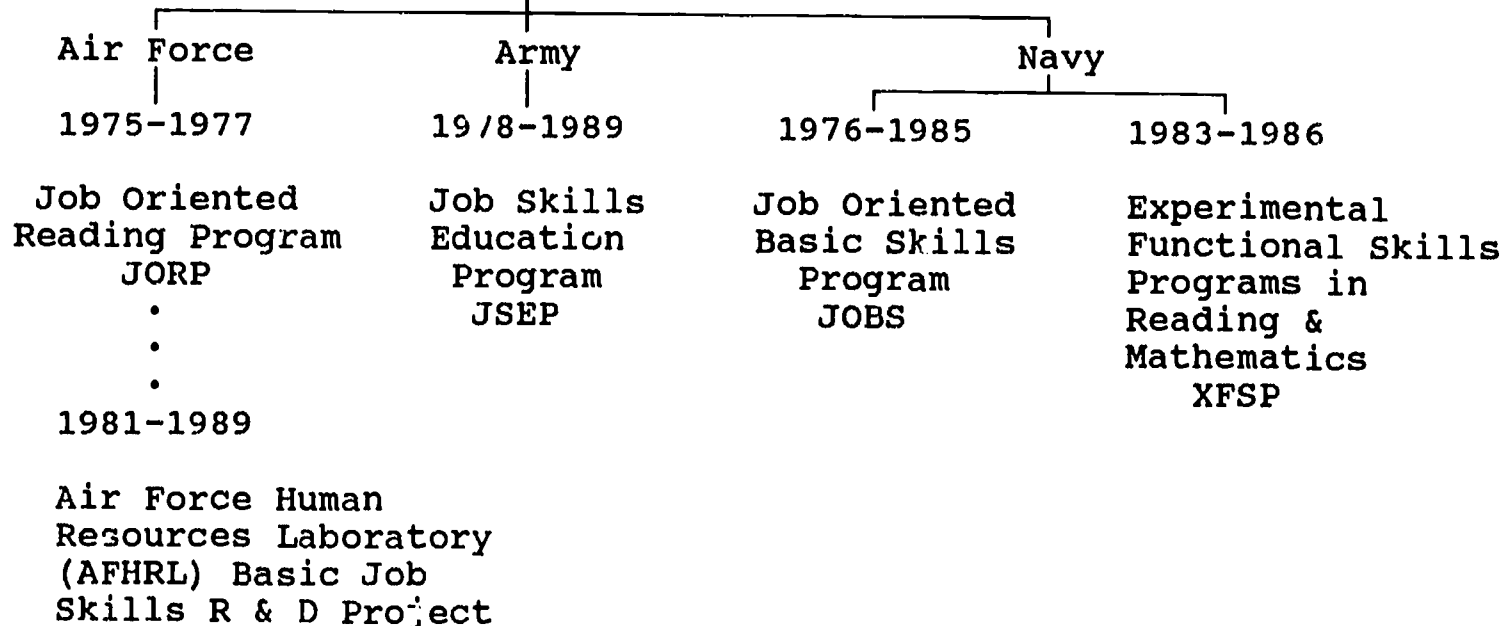 Air Force
Army
Navy
1975-1977
19/8-1989
1976-1985
1983-1986
Job Oriented
Reading Program
JORP
Job Skills
Education
Program
JSEP
Job Oriented
Basic Skills
Program
JOBS
Experimental
Functional Skills
Programs in
Reading &
Mathematics
XFSP
1981-1989
Air Force Human
Resources Laboratory
(AFHRL) Basic Job
Skills R & D Project